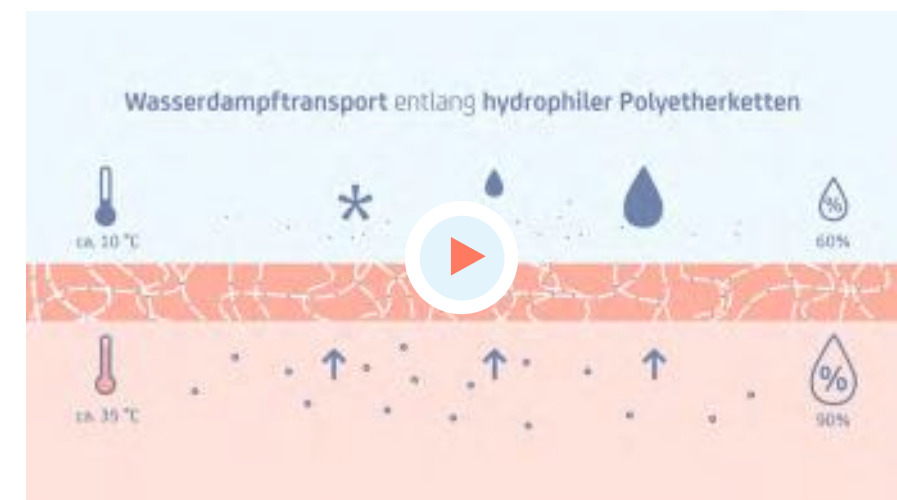 Wasserdampftransport entlang hydrophiler Polyetherketten
%
ca. 10 °C
60%
%
ca. 35 °C
90%